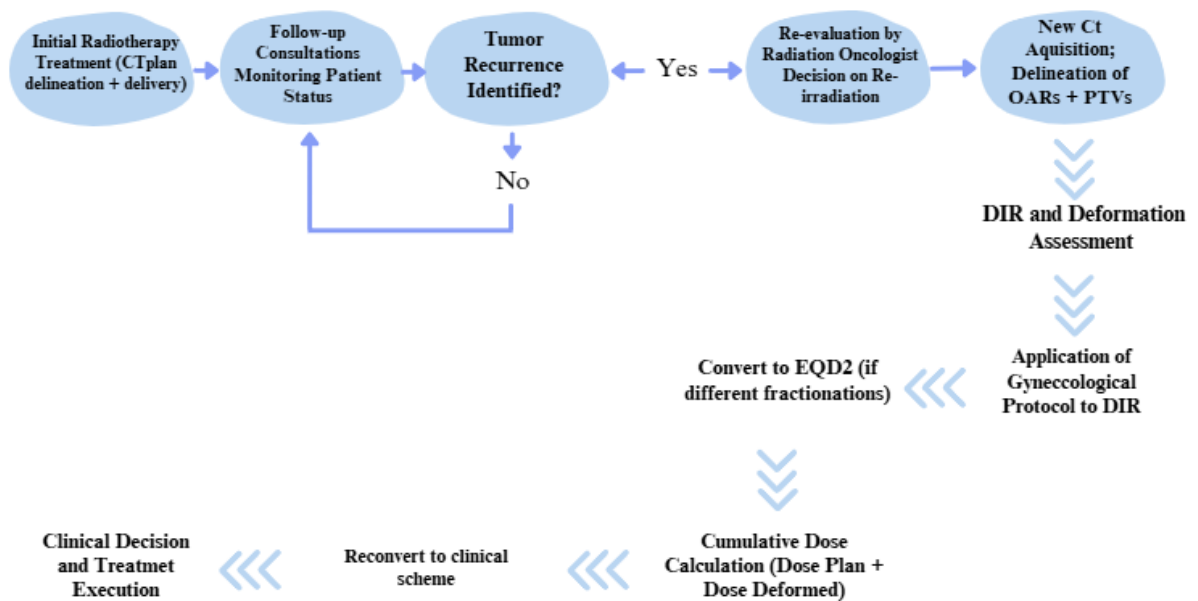 Initial Radiotherapy
Treatment (CTplan
delineation + delivery)
Follow-up
Consultations
Monitoring Patient
Status
Tumor
Recurrence
Identified?
Yes
Re-evaluation by
Radiation Oncologist
Decision on Re-
irradiation
New Ct
Aquisition;
Delineation of
OARs + PTVs
No
DIR and Deformation
Assessment
Application of
Gyneccological
Protocol to DIR
Convert to EQD2 (if
different fractionations)
Cumulative Dose
Calculation (Dose Plan +
Dose Deformed)
Reconvert to clinical
scheme
Clinical Decision
and Treatmet
Execution